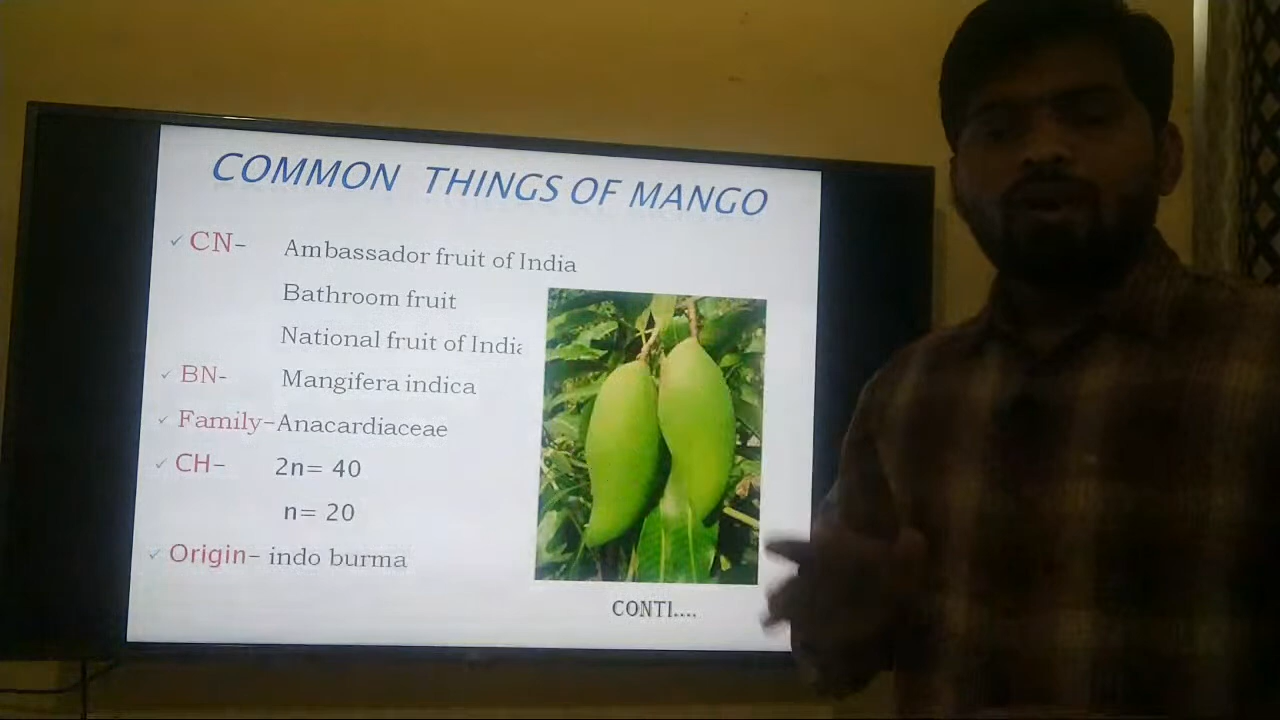 COMMON THINGS OF MANGO
✓ CN- Ambassador fruit of India
Bathroom fruit
National fruit of India
✓ BN- Mangifera indica
✓ Family-Anacardiaceae
✓ CH- 2n= 40
n= 20
✓ Origin- indo burma
CONTI....